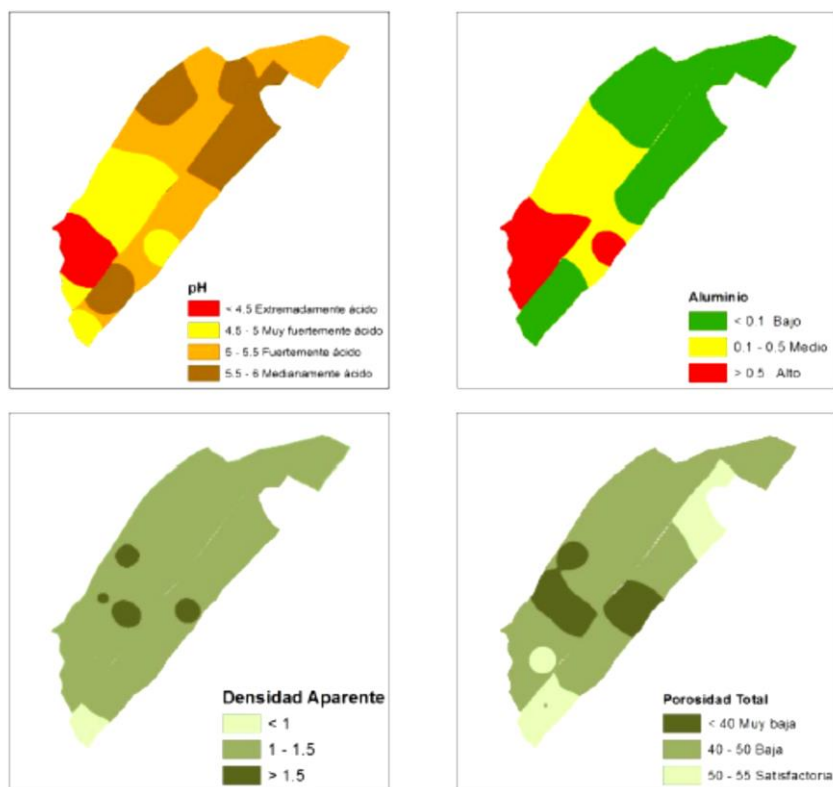 pH
< 4.5 Extremadamente ácido
4.5 - 5 Muy fuertemente ácido
5 - 5.5 Fuertemente ácido
5.5 - 6 Medianamente ácido
Aluminio
< 0.1 Bajo
0.1 - 0.5 Medio
> 0.5 Alto
Densidad Aparente
< 1
1 - 1.5
> 1.5
Porosidad Total
< 40 Muy baja
40 - 50 Baja
50 - 55 Satisfactoria